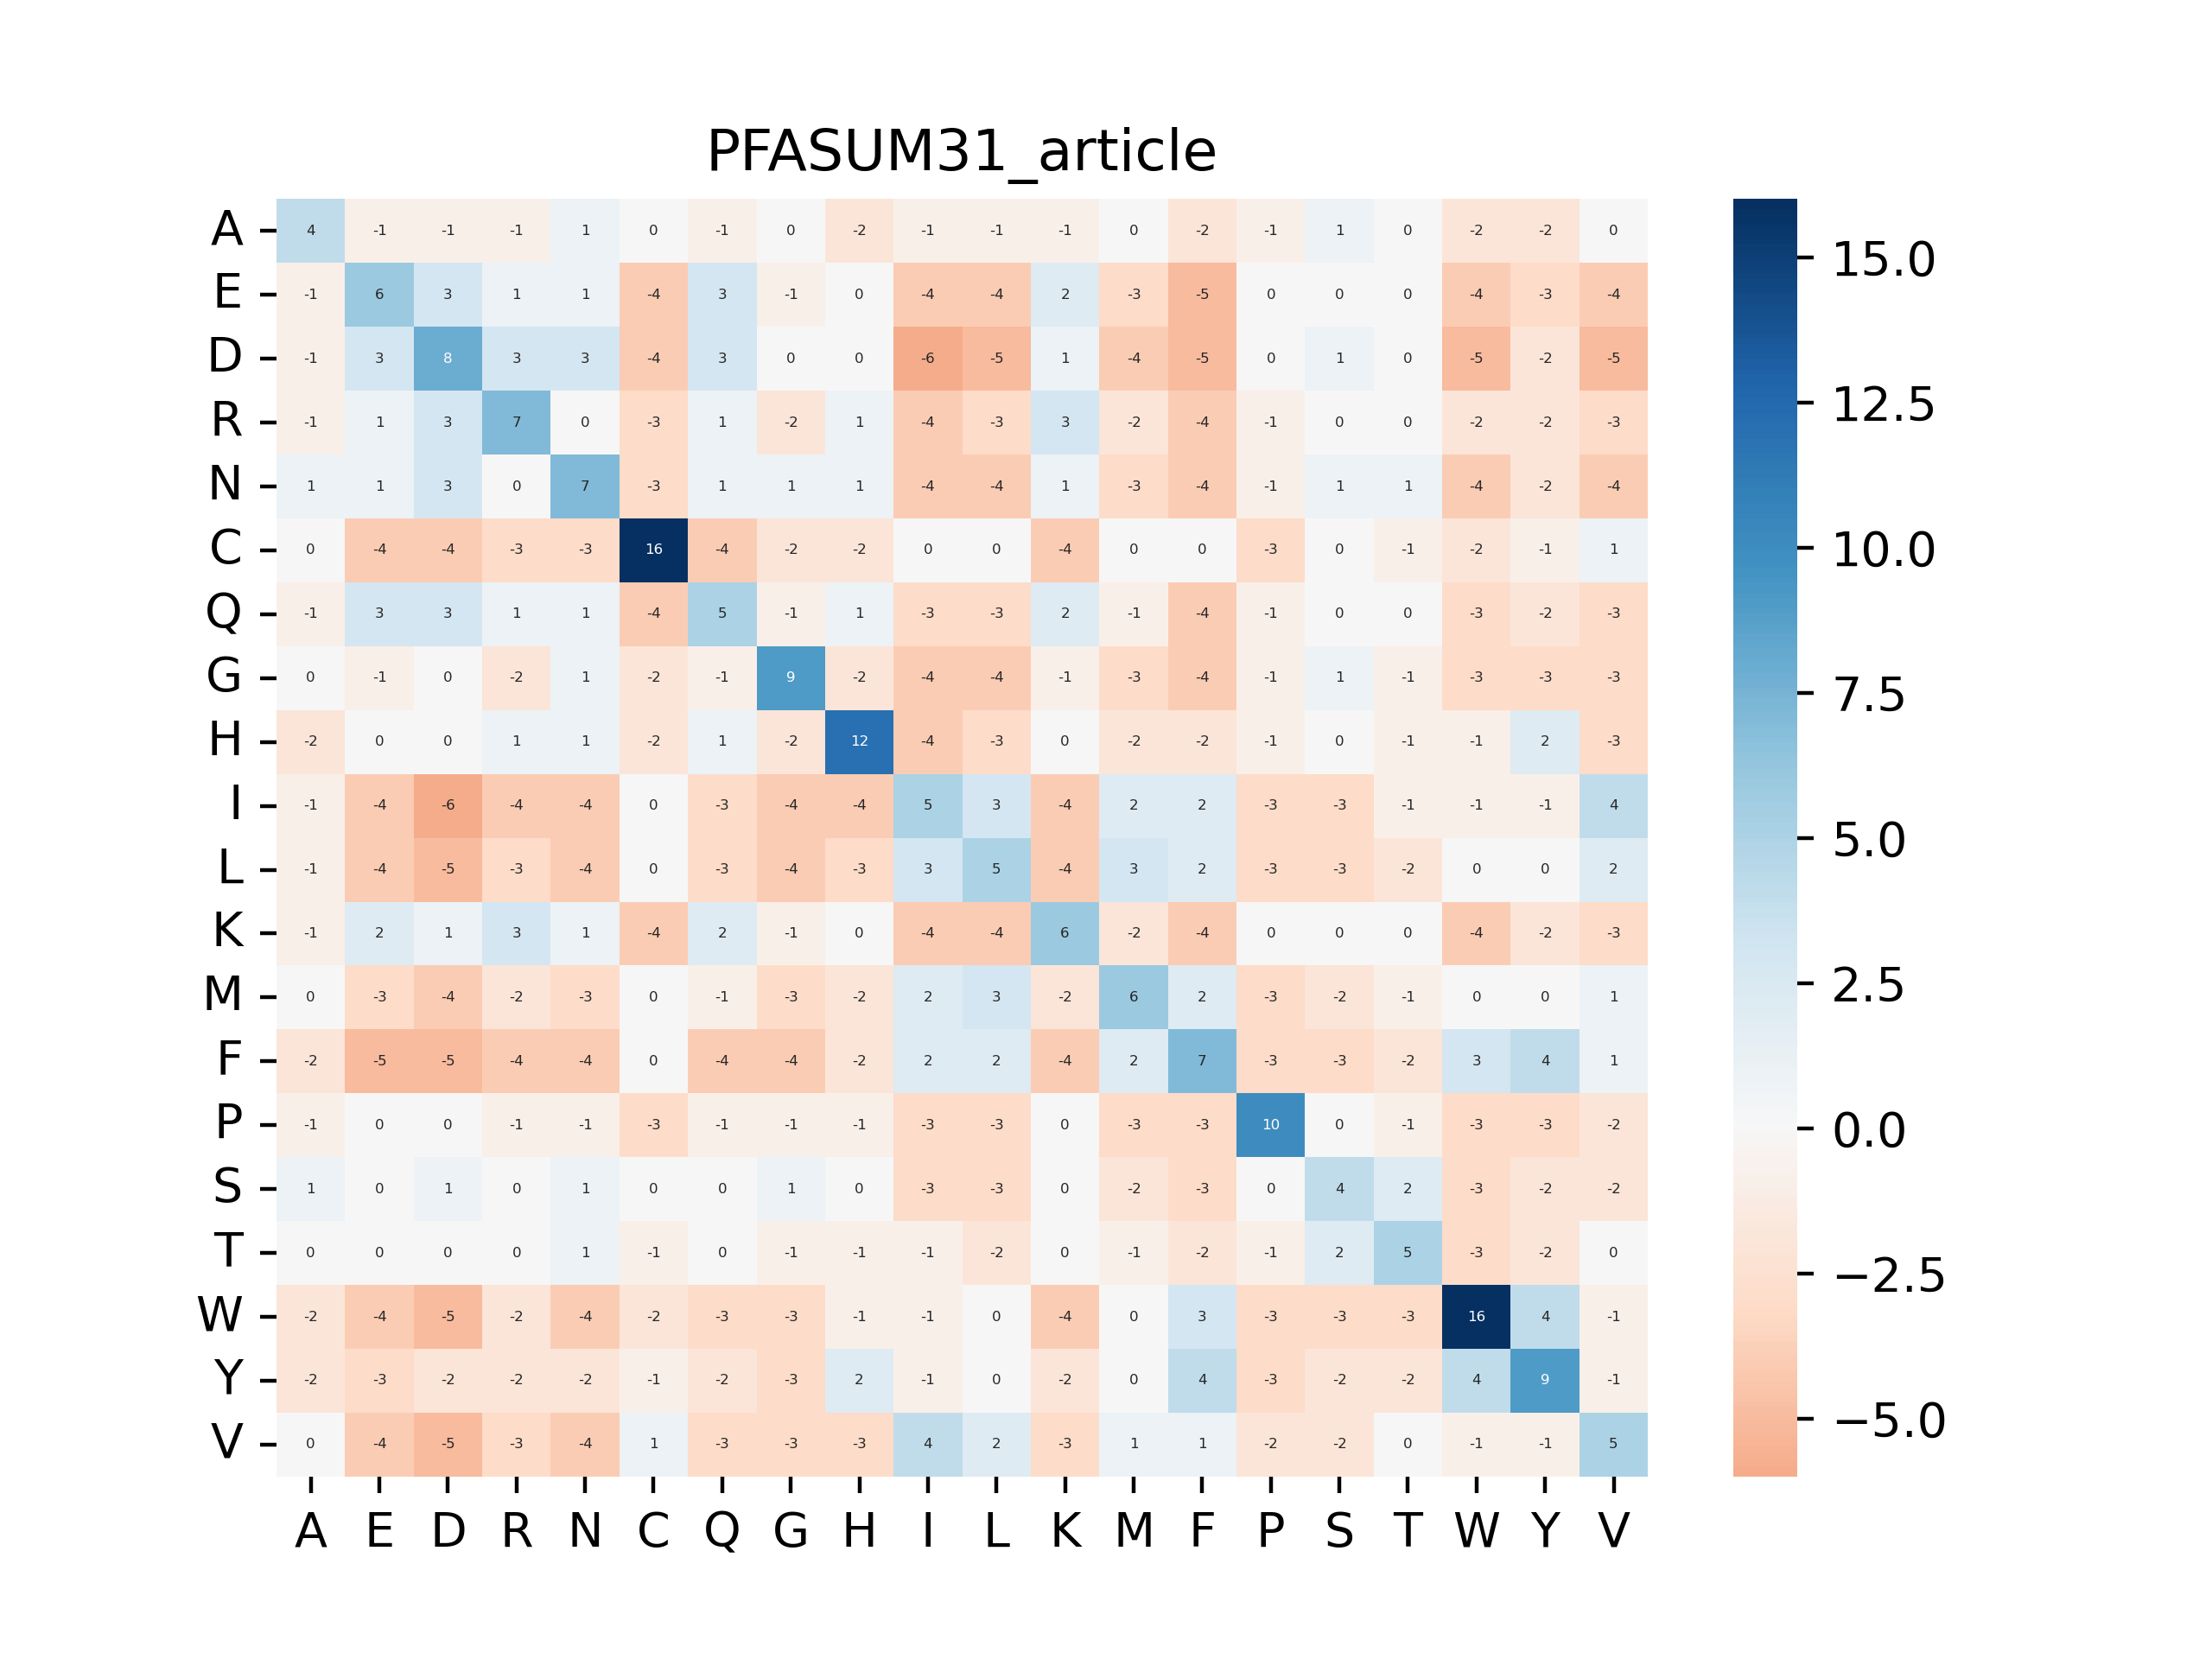 PFASUM31_article
A 4 -1 -1 -1 1 0 -1 0 -2 -1 -1 -1 0 -2 -1 1 0 -2 -2 0
E -1 6 3 1 1 -4 3 -1 0 -4 -4 2 -3 -5 0 0 0 -4 -3 -4
D -1 3 8 3 3 -4 3 0 0 -6 -5 1 -4 -5 0 1 0 -5 -2 -5
R -1 1 3 7 0 -3 1 -2 1 -4 -3 3 -2 -4 -1 0 0 -2 -2 -3
N 1 1 3 0 7 -3 1 1 1 -4 -4 1 -3 -4 -1 1 1 -4 -2 -4
C 0 -4 -4 -3 -3 16 -4 -2 -2 0 0 -4 0 0 -3 0 -1 -2 -1 1
Q -1 3 3 1 1 -4 5 -1 1 -3 -3 2 -1 -4 -1 0 0 -3 -2 -3
G 0 -1 0 -2 1 -2 -1 9 -2 -4 -4 -1 -3 -4 -1 1 -1 -3 -3 -3
H -2 0 0 1 1 -2 1 -2 12 -4 -3 0 -2 -2 -1 0 -1 -1 2 -3
I -1 -4 -6 -4 -4 0 -3 -4 -4 5 3 -4 2 2 -3 -3 -1 -1 -1 4
L -1 -4 -5 -3 -4 0 -3 -4 -3 3 5 -4 3 2 -3 -3 -2 0 0 2
K -1 2 1 3 1 -4 2 -1 0 -4 -4 6 -2 -4 0 0 0 -4 -2 -3
M 0 -3 -4 -2 -3 0 -1 -3 -2 2 3 -2 6 2 -3 -2 -1 0 0 1
F -2 -5 -5 -4 -4 0 -4 -4 -2 2 2 -4 2 7 -3 -3 -2 3 4 1
P -1 0 0 -1 -1 -3 -1 -1 -1 -3 -3 0 -3 -3 10 0 -1 -3 -3 -2
S 1 0 1 0 1 0 0 1 0 -3 -3 0 -2 -3 0 4 2 -3 -2 -2
T 0 0 0 0 1 -1 0 -1 -1 -1 -2 0 -1 -2 -1 2 5 -3 -2 0
W -2 -4 -5 -2 -4 -2 -3 -3 -1 -1 0 -4 0 3 -3 -3 -3 16 4 -1
Y -2 -3 -2 -2 -2 -1 -2 -3 2 -1 0 -2 0 4 -3 -2 -2 4 9 -1
V 0 -4 -5 -3 -4 1 -3 -3 -3 4 2 -3 1 1 -2 -2 0 -1 -1 5
A E D R N C Q G H I L K M F P S T W Y V
15.0
12.5
10.0
7.5
5.0
2.5
0.0
−2.5
−5.0